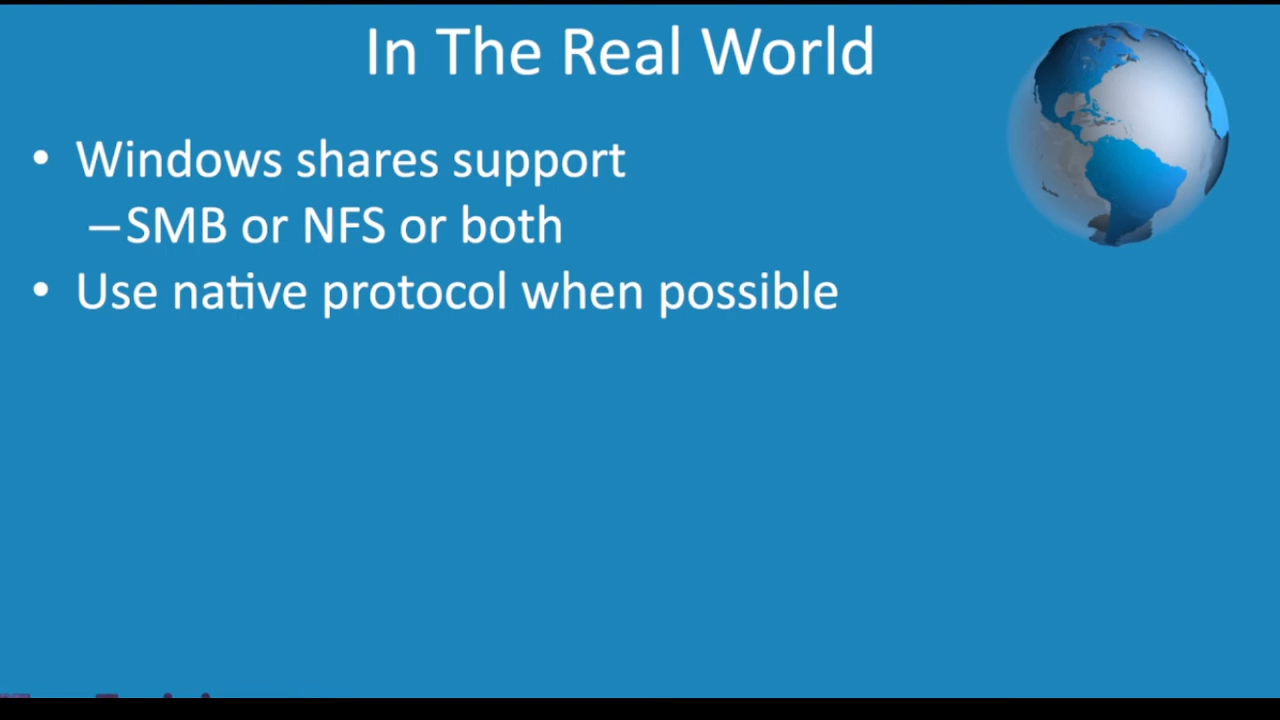 In The Real World
• Windows shares support
–SMB or NFS or both
• Use native protocol when possible